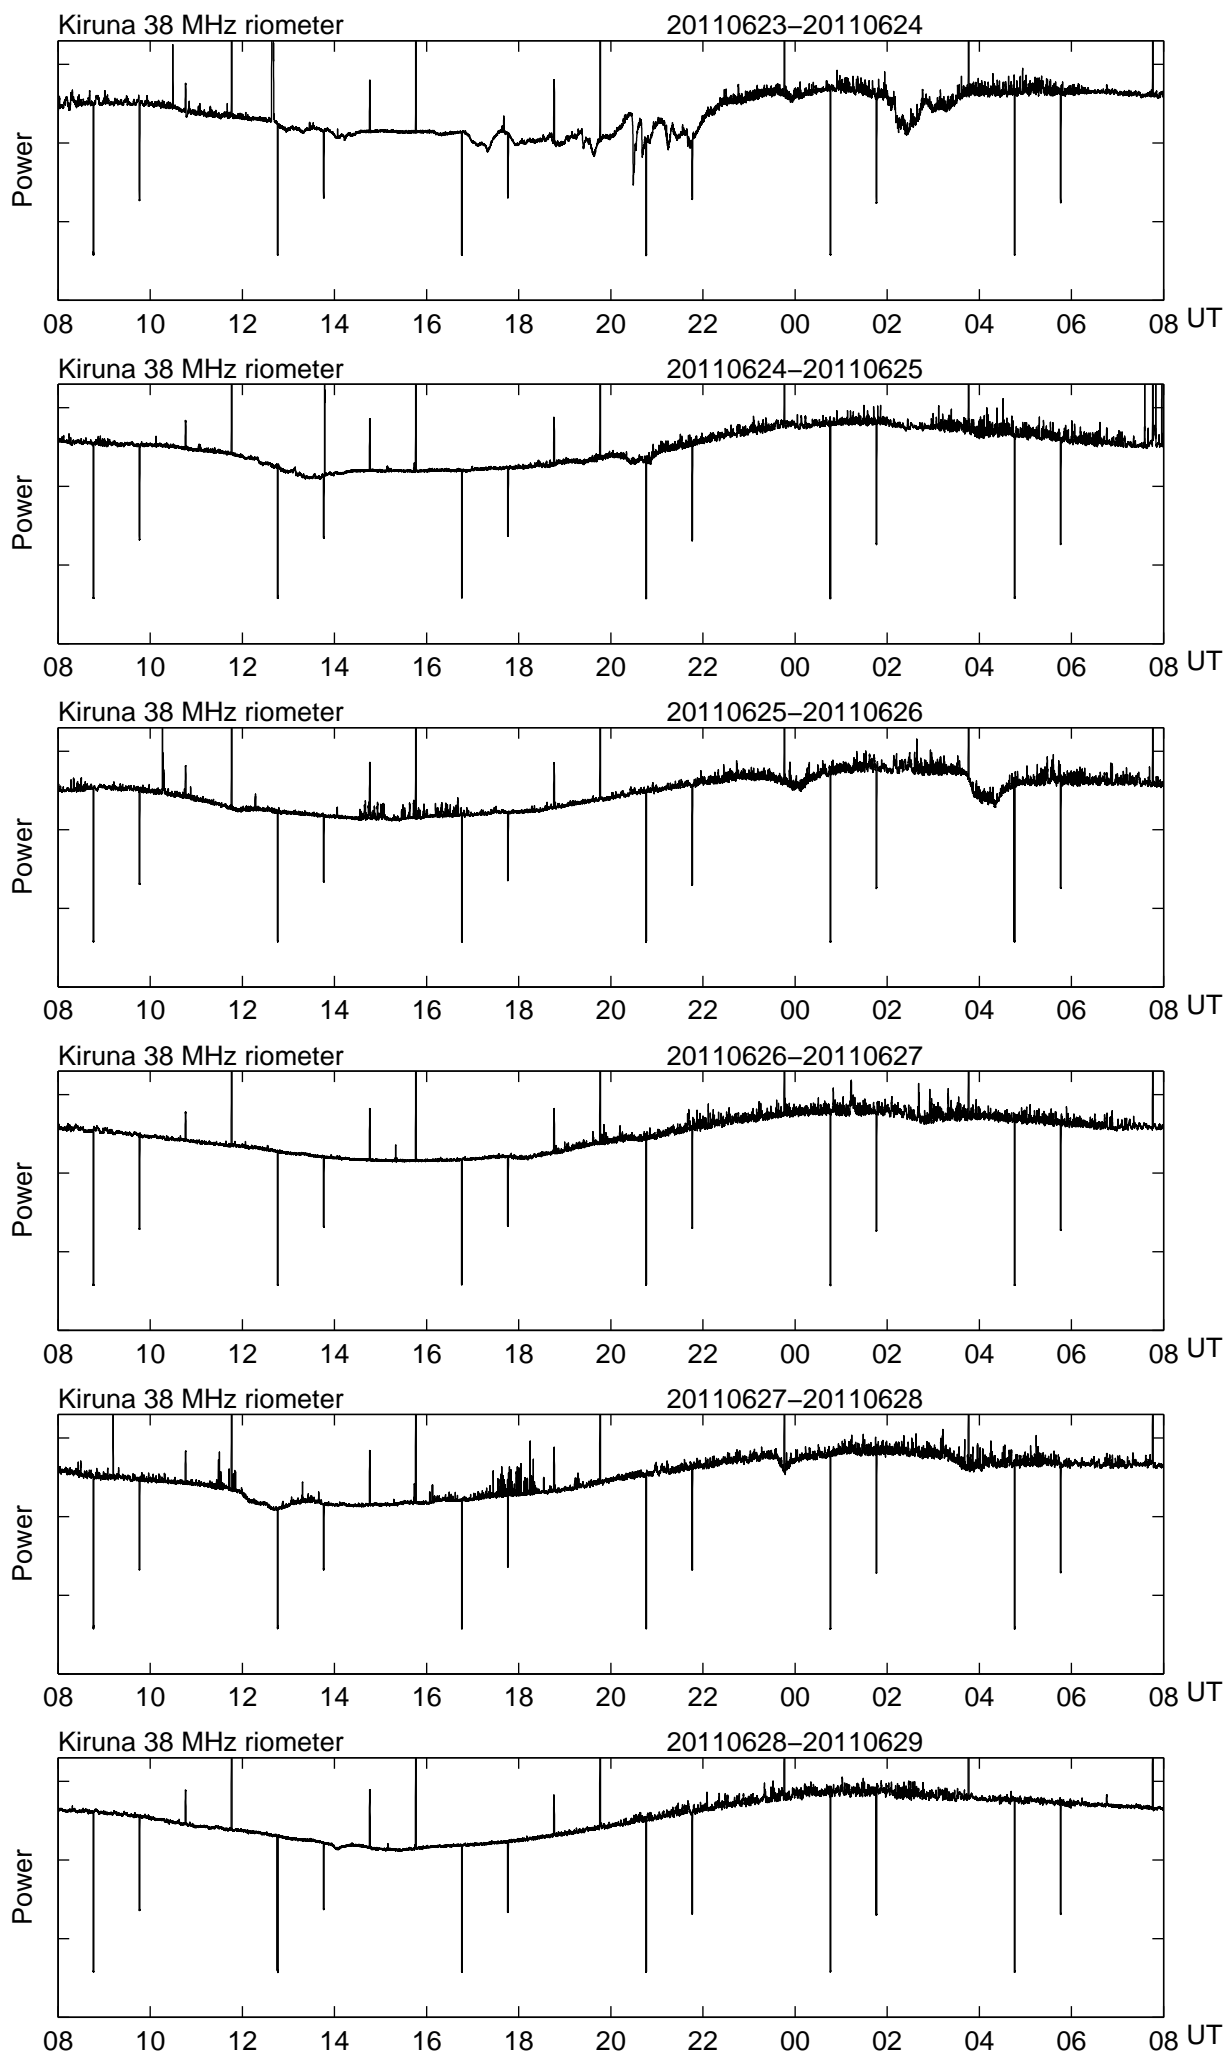 Kiruna 38 MHz riometer 20110623−20110624
Power
08 10 12 14 16 18 20 22 00 02 04 06 08 UT
Kiruna 38 MHz riometer 20110624−20110625
Power
08 10 12 14 16 18 20 22 00 02 04 06 08 UT
Kiruna 38 MHz riometer 20110625−20110626
Power
08 10 12 14 16 18 20 22 00 02 04 06 08 UT
Kiruna 38 MHz riometer 20110626−20110627
Power
08 10 12 14 16 18 20 22 00 02 04 06 08 UT
Kiruna 38 MHz riometer 20110627−20110628
Power
08 10 12 14 16 18 20 22 00 02 04 06 08 UT
Kiruna 38 MHz riometer 20110628−20110629
Power
08 10 12 14 16 18 20 22 00 02 04 06 08 UT